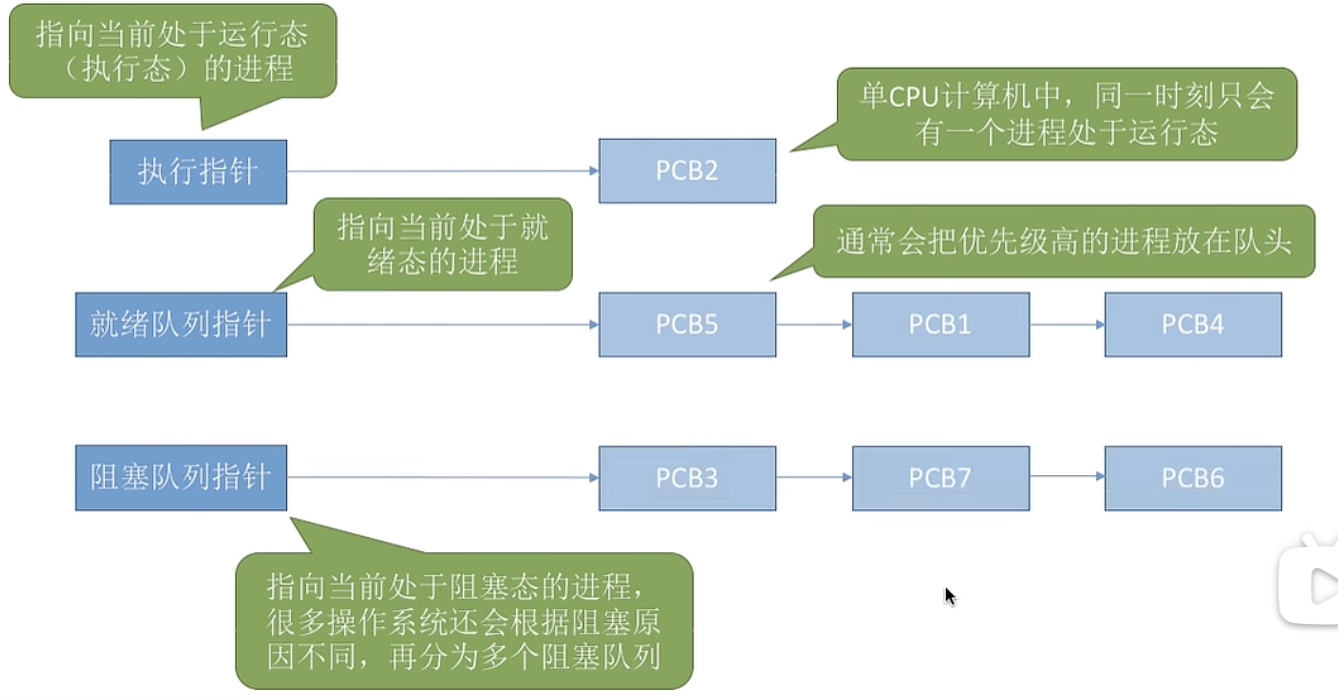 指向当前处于运行态
（执行态）的进程
单CPU计算机中，同一时刻只会
有一个进程处于运行态
执行指针
PCB2
指向当前处于就
绪态的进程
通常会把优先级高的进程放在队头
就绪队列指针
PCB5
PCB1
PCB4
阻塞队列指针
PCB3
PCB7
PCB6
指向当前处于阻塞态的进程，
很多操作系统还会根据阻塞原
因不同，再分为多个阻塞队列